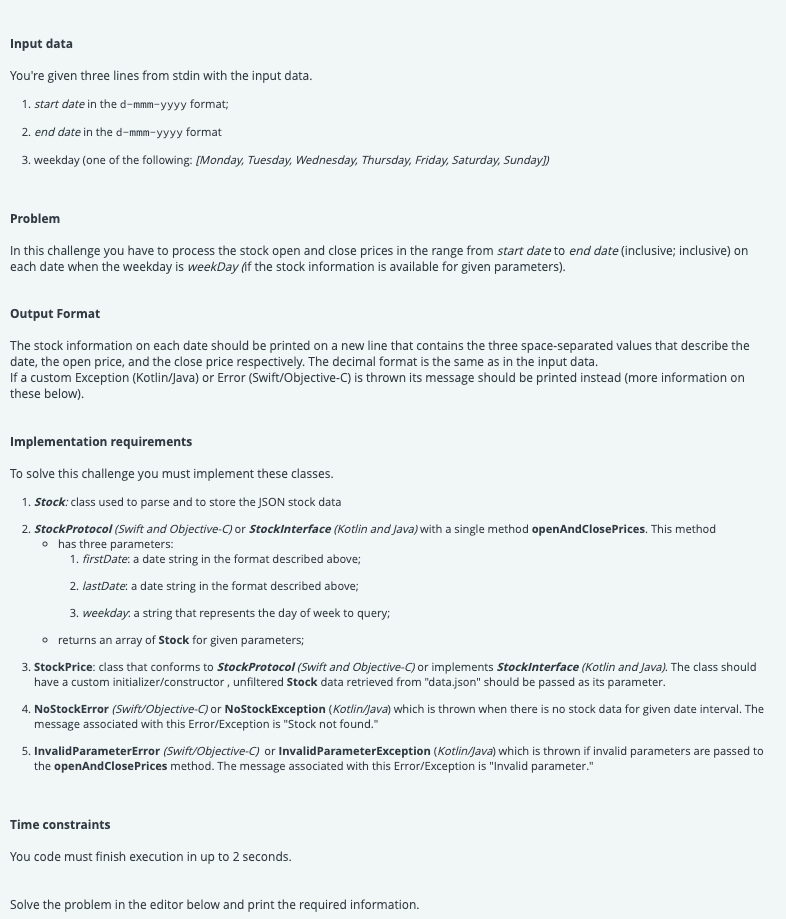 Input data
You're given three lines from stdin with the input data.
1. start date in the d-mmm-yyyy format;
2. end date in the d-mmm-yyyy format
3. weekday (one of the following: [Monday, Tuesday, Wednesday, Thursday, Friday, Saturday, Sunday])
Problem
In this challenge you have to process the stock open and close prices in the range from start date to end date (inclusive; inclusive) on
each date when the weekday is weekDay (if the stock information is available for given parameters).
Output Format
The stock information on each date should be printed on a new line that contains the three space-separated values that describe the
date, the open price, and the close price respectively. The decimal format is the same as in the input data.
If a custom Exception (Kotlin/Java) or Error (Swift/Objective-C) is thrown its message should be printed instead (more information on
these below).
Implementation requirements
To solve this challenge you must implement these classes.
1. Stock: class used to parse and to store the JSON stock data
2. StockProtocol (Swift and Objective-C) or StockInterface (Kotlin and Java) with a single method openAndClosePrices. This method
○ has three parameters:
1. firstDate: a date string in the format described above;
2. lastDate: a date string in the format described above;
3. weekday: a string that represents the day of week to query;
○ returns an array of Stock for given parameters;
3. StockPrice: class that conforms to StockProtocol (Swift and Objective-C) or implements StockInterface (Kotlin and Java). The class should
have a custom initializer/constructor , unfiltered Stock data retrieved from "data.json" should be passed as its parameter.
4. NoStockError (Swift/Objective-C) or NoStockException (Kotlin/Java) which is thrown when there is no stock data for given date interval. The
message associated with this Error/Exception is "Stock not found."
5. InvalidParameterError (Swift/Objective-C) or InvalidParameterException (Kotlin/Java) which is thrown if invalid parameters are passed to
the openAndClosePrices method. The message associated with this Error/Exception is "Invalid parameter."
Time constraints
You code must finish execution in up to 2 seconds.
Solve the problem in the editor below and print the required information.